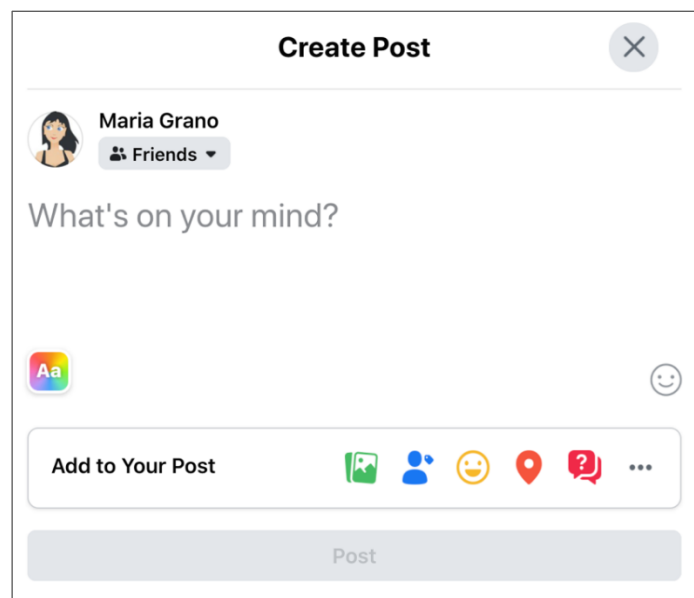 Create Post
Maria Grano
Friends
What's on your mind?
Aa
Add to Your Post
?
Post